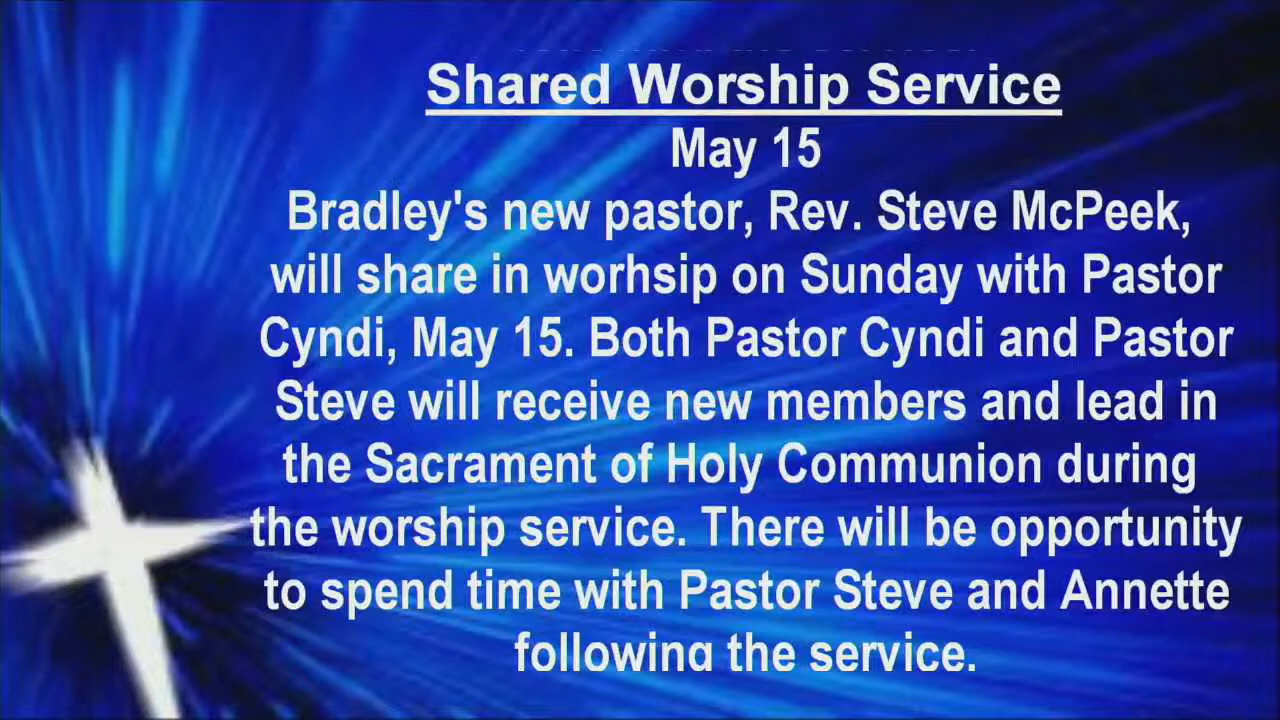 Shared Worship Service
May 15
Bradley's new pastor, Rev. Steve McPeek,
will share in worhsip on Sunday with Pastor
Cyndi, May 15. Both Pastor Cyndi and Pastor
Steve will receive new members and lead in
the Sacrament of Holy Communion during
the worship service. There will be opportunity
to spend time with Pastor Steve and Annette
following the service.